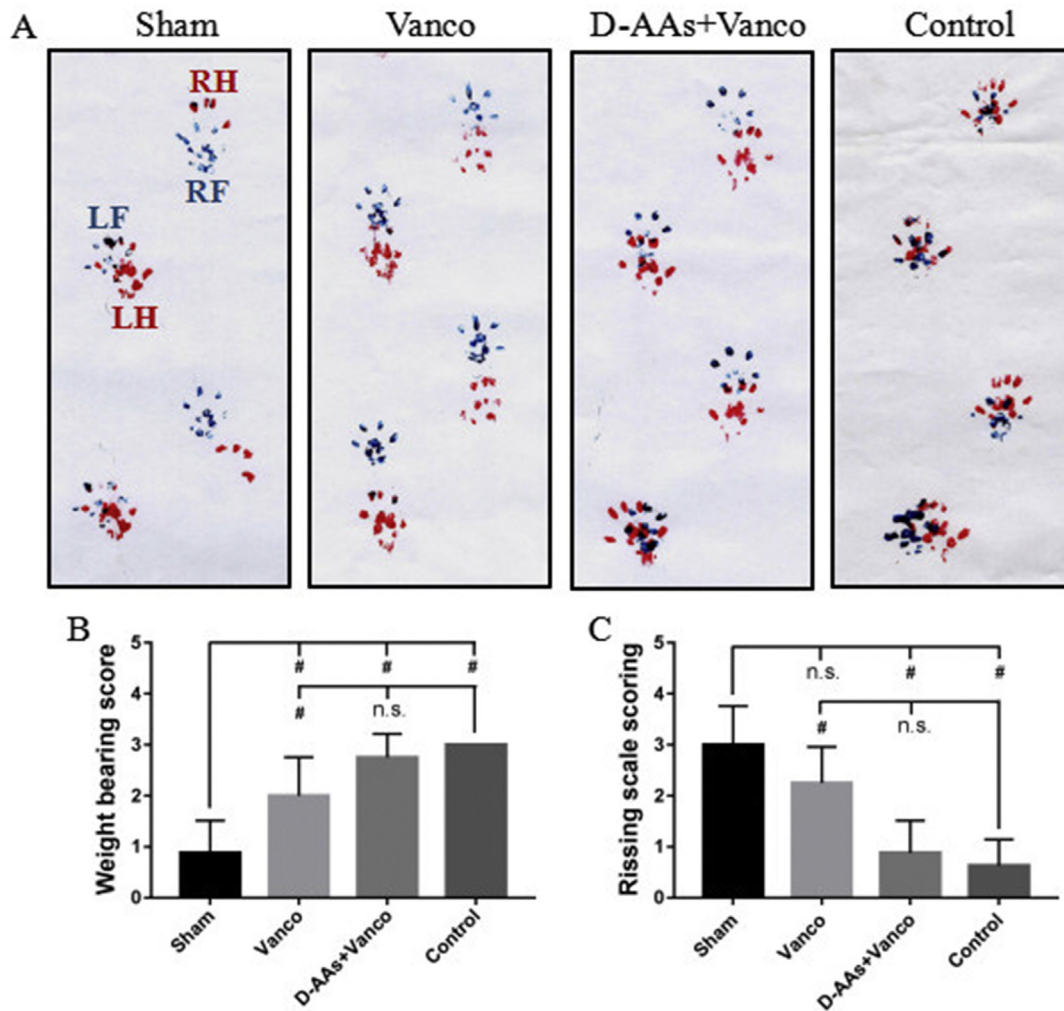 A
Sham
Vanco
D-AAs+Vanco
Control
RH
RF
LF
LH
B
Weight bearing score
5
4
3
2
1
0
# # #
# n.s.
Sham
Vanco
D-AAs+Vanco
Control
C
Rissing scale scoring
5
4
3
2
1
0
n.s. # #
# n.s.
Sham
Vanco
D-AAs+Vanco
Control